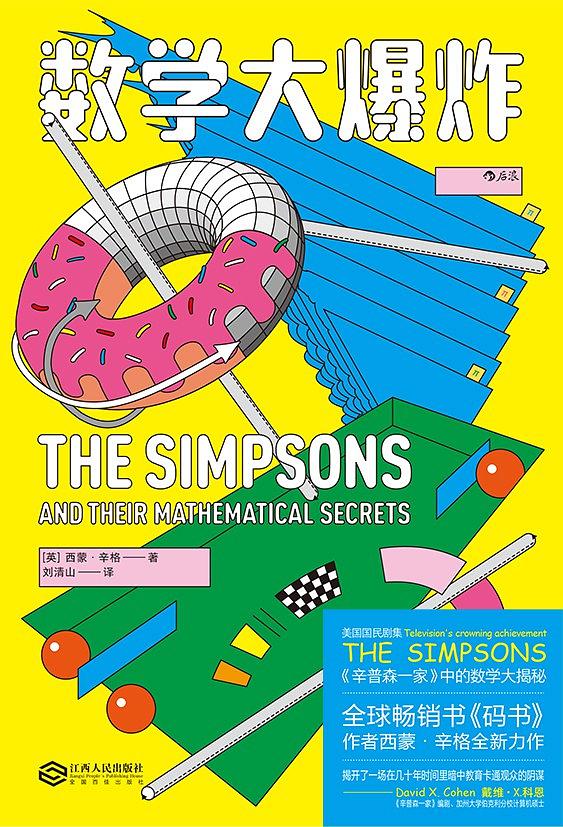 数学大爆炸
后浪
π
π
π
THE SIMPSONS
AND THEIR MATHEMATICAL SECRETS
[英] 西蒙·辛格——著
刘清山——译
美国国民剧集 Television's crowning achievement
THE SIMPSONS
《辛普森一家》中的数学大揭秘
全球畅销书《码书》
作者西蒙·辛格全新力作
揭开了一场在几十年时间里暗中教育卡通观众的阴谋
——David X. Cohen 戴维·X.科恩
《辛普森一家》编剧、加州大学伯克利分校计算机硕士
江西人民出版社
Jiangxi People's Publishing House
全国百佳出版社